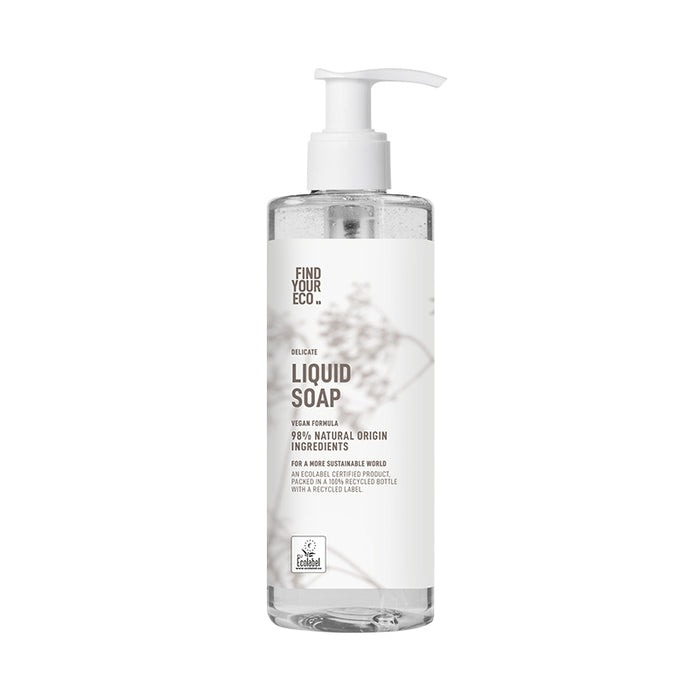 FIND
YOUR
ECO
DELICATE
LIQUID
SOAP
VEGAN FORMULA
98% NATURAL ORIGIN
INGREDIENTS
FOR A MORE SUSTAINABLE WORLD
AN ECOLABEL CERTIFIED PRODUCT,
PACKED IN A 100% RECYCLED BOTTLE
WITH A RECYCLED LABEL.
Ecolabel